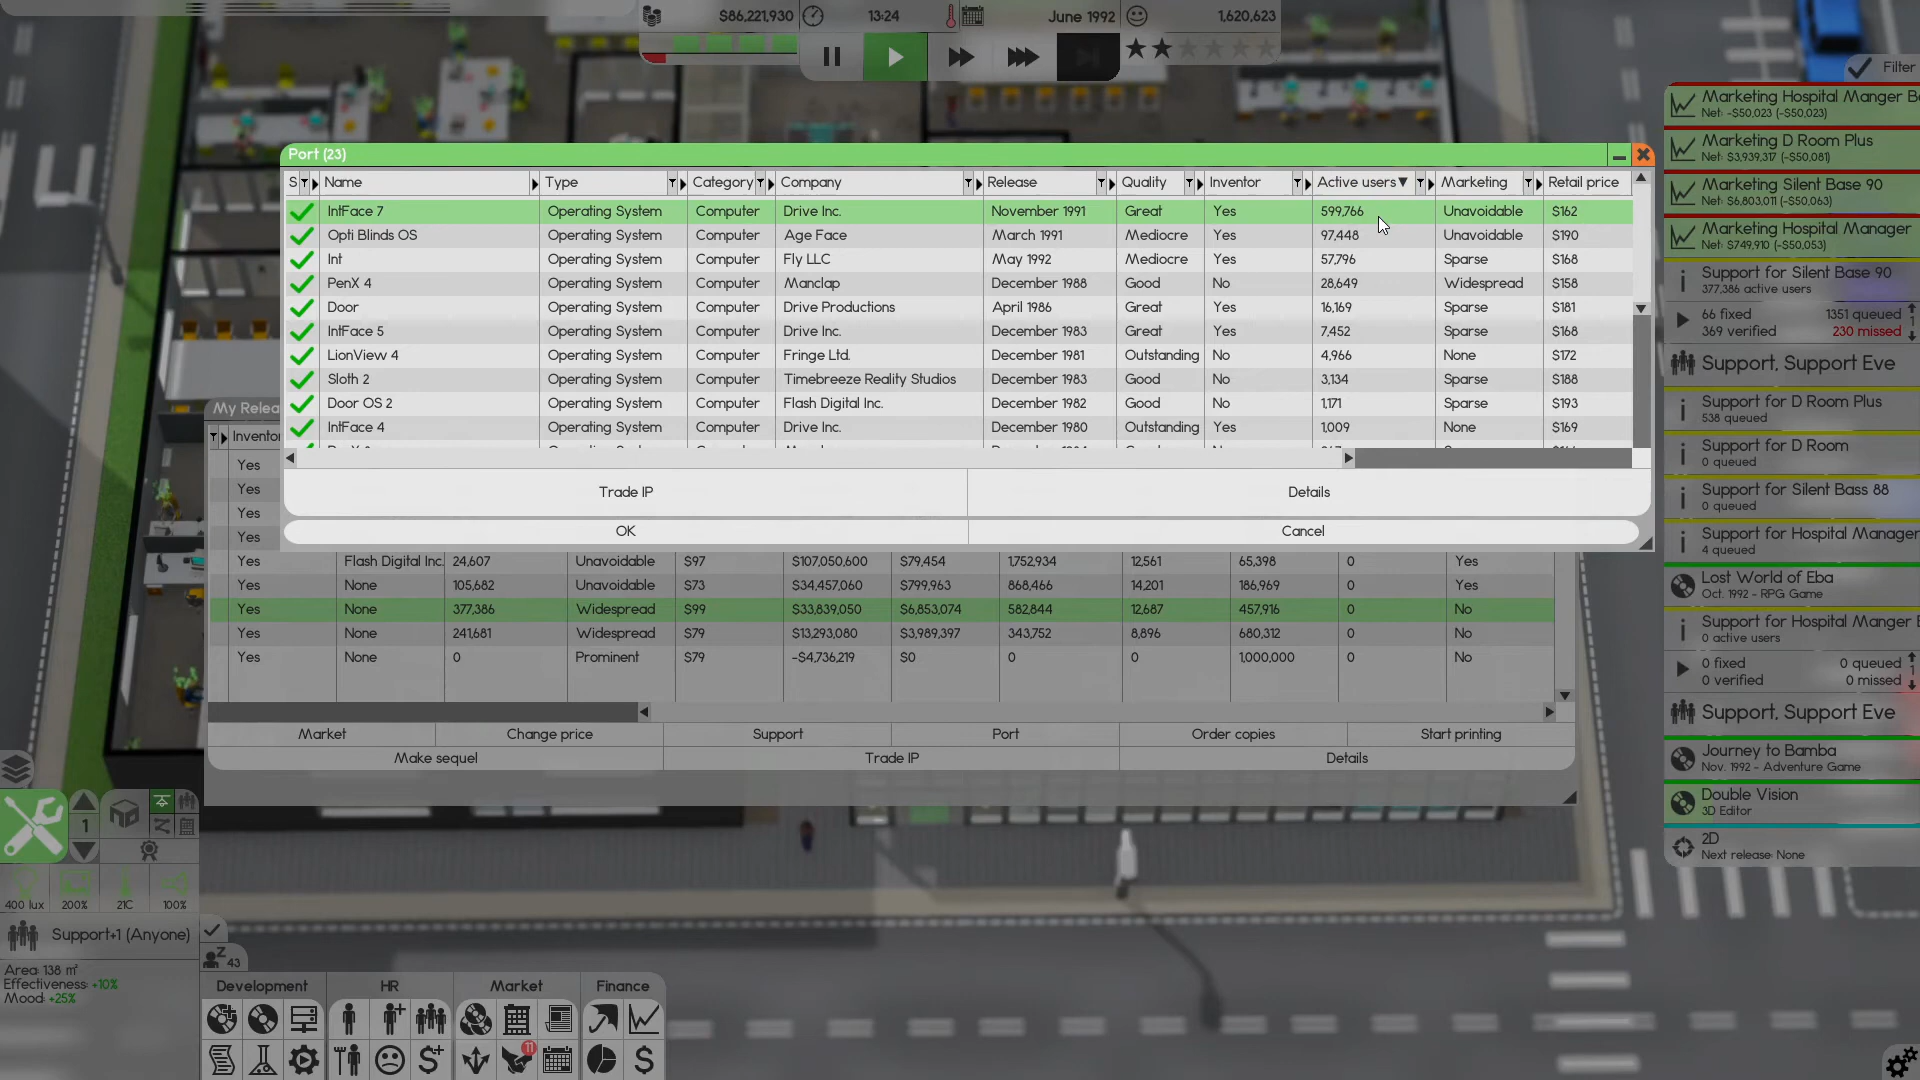 $86,221,930 13:24 June 1992 1,620,623
Filter
Port (23)
S Name Type Category Company Release Quality Inventor Active users Marketing Retail price
IntFace 7 Operating System Computer Drive Inc. November 1991 Great Yes 599,766 Unavoidable $162
Opti Blinds OS Operating System Computer Age Face March 1991 Mediocre Yes 97,448 Unavoidable $190
Int Operating System Computer Fly LLC May 1992 Mediocre Yes 57,796 Sparse $168
PenX 4 Operating System Computer Manclap December 1988 Good No 28,649 Widespread $158
Door Operating System Computer Drive Productions April 1986 Great Yes 16,169 Sparse $181
IntFace 5 Operating System Computer Drive Inc. December 1983 Great Yes 7,452 Sparse $168
LionView 4 Operating System Computer Fringe Ltd. December 1981 Outstanding No 4,966 None $172
Sloth 2 Operating System Computer Timebreeze Reality Studios December 1983 Good No 3,134 Sparse $188
Door OS 2 Operating System Computer Flash Digital Inc. December 1982 Good No 1,171 Sparse $193
IntFace 4 Operating System Computer Drive Inc. December 1980 Outstanding Yes 1,009 None $169
Trade IP Details
OK Cancel
My Relea
Inventor
Yes
Yes
Yes
Yes
Yes Flash Digital Inc. 24,607 Unavoidable $97 $107,050,600 $79,454 1,752,934 12,561 65,398 0 Yes
Yes None 105,682 Unavoidable $73 $34,457,060 $799,963 868,466 14,201 186,969 0 Yes
Yes None 377,386 Widespread $99 $33,839,050 $6,853,074 582,844 12,687 457,916 0 No
Yes None 241,681 Widespread $79 $13,293,080 $3,989,397 343,752 8,896 680,312 0 No
Yes None 0 Prominent $79 -$4,736,219 $0 0 0 1,000,000 0 No
Market Change price Support Port Order copies Start printing
Make sequel Trade IP Details
Marketing Hospital Manger Be
Net: -$50,023 (-$50,023)
Marketing D Room Plus
Net: $3,939,317 (-$50,081)
Marketing Silent Base 90
Net: $6,803,011 (-$50,063)
Marketing Hospital Manager
Net: $749,910 (-$50,053)
Support for Silent Base 90
377,386 active users
66 fixed 1351 queued
369 verified 230 missed
1
Support, Support Eve
Support for D Room Plus
538 queued
Support for D Room
0 queued
Support for Silent Bass 88
0 queued
Support for Hospital Manager
4 queued
Lost World of Eba
Oct. 1992 - RPG Game
Support for Hospital Manger B
0 active users
0 fixed 0 queued
0 verified 0 missed
1
Support, Support Eve
Journey to Bamba
Nov. 1992 - Adventure Game
Double Vision
3D Editor
2D
Next release: None
1
400 lux 200% 21C 100%
Support+1 (Anyone)
Area: 138 m²
Effectiveness: +10%
Mood: +25%
Z 43
Development HR Market Finance
11